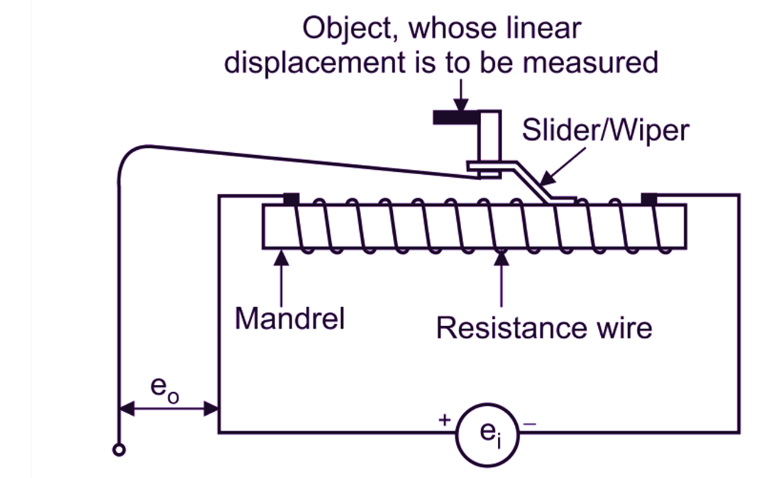 Object, whose linear
displacement is to be measured
Slider/Wiper
Mandrel
Resistance wire
eo
+
ei
–